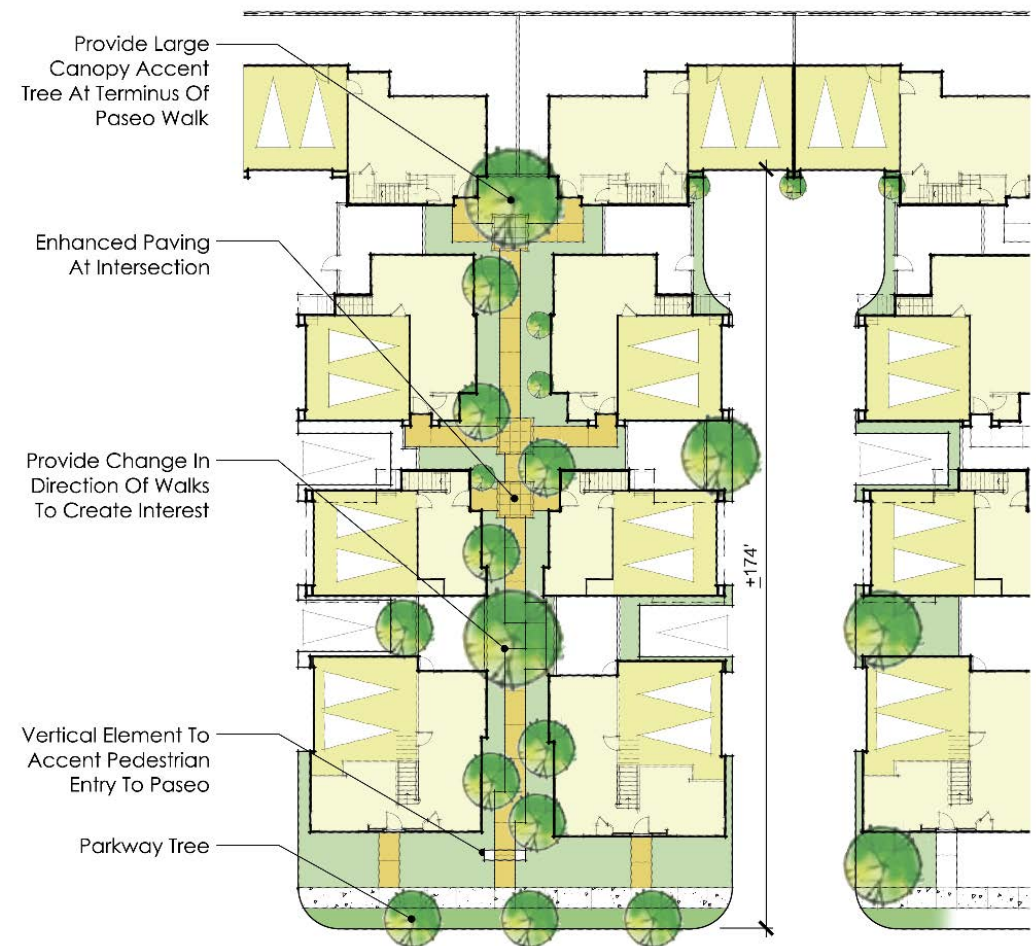 Provide Large
Canopy Accent
Tree At Terminus Of
Paseo Walk
Enhanced Paving
At Intersection
Provide Change In
Direction Of Walks
To Create Interest
±174'
Vertical Element To
Accent Pedestrian
Entry To Paseo
Parkway Tree